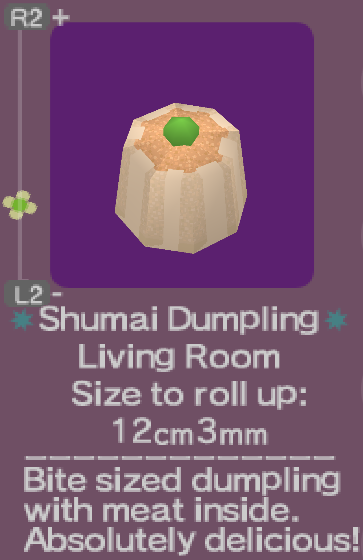 R2 +
L2 -
Shumai Dumpling
Living Room
Size to roll up:
12cm3mm
Bite sized dumpling
with meat inside.
Absolutely delicious!